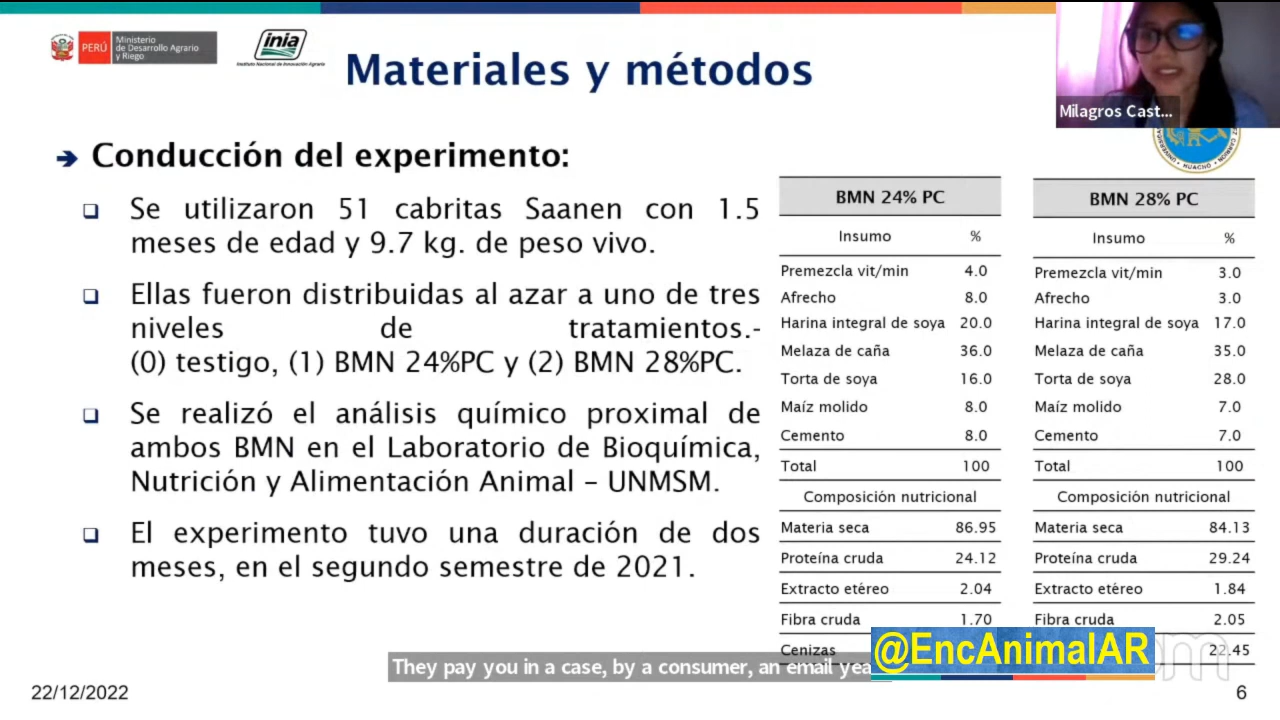 PERÚ
Ministerio
de Desarrollo Agrario
y Riego
inia
Instituto Nacional de Innovación Agraria
Materiales y métodos
Milagros Cast...
HUACHO
Conducción del experimento:
Se utilizaron 51 cabritas Saanen con 1.5
meses de edad y 9.7 kg. de peso vivo.
Ellas fueron distribuidas al azar a uno de tres
niveles de tratamientos.-
(0) testigo, (1) BMN 24%PC y (2) BMN 28%PC.
Se realizó el análisis químico proximal de
ambos BMN en el Laboratorio de Bioquímica,
Nutrición y Alimentación Animal – UNMSM.
El experimento tuvo una duración de dos
meses, en el segundo semestre de 2021.
BMN 24% PC
Insumo %
Premezcla vit/min 4.0
Afrecho 8.0
Harina integral de soya 20.0
Melaza de caña 36.0
Torta de soya 16.0
Maíz molido 8.0
Cemento 8.0
Total 100
Composición nutricional
Materia seca 86.95
Proteína cruda 24.12
Extracto etéreo 2.04
Fibra cruda 1.70
Cenizas
BMN 28% PC
Insumo %
Premezcla vit/min 3.0
Afrecho 3.0
Harina integral de soya 17.0
Melaza de caña 35.0
Torta de soya 28.0
Maíz molido 7.0
Cemento 7.0
Total 100
Composición nutricional
Materia seca 84.13
Proteína cruda 29.24
Extracto etéreo 1.84
Fibra cruda 2.05
22.45
They pay you in a case, by a consumer, an email yea
@EncAnimalAR
22/12/2022
6